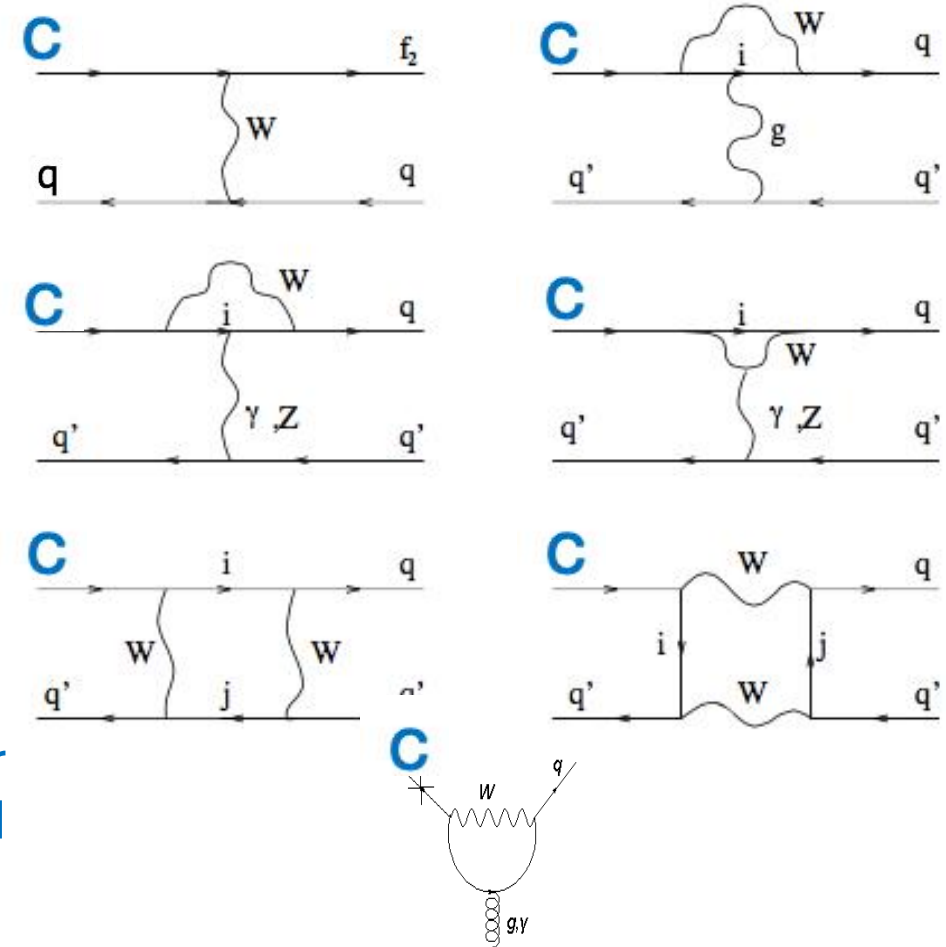 C f₂
W
q q
C W q
i
g
q' q'
C W q
i
γ ,Z
q' q'
C i q
W
γ ,Z
q' q'
C i q
W W
q' j
C W q
i j
q' W q'
C q
W
g,γ